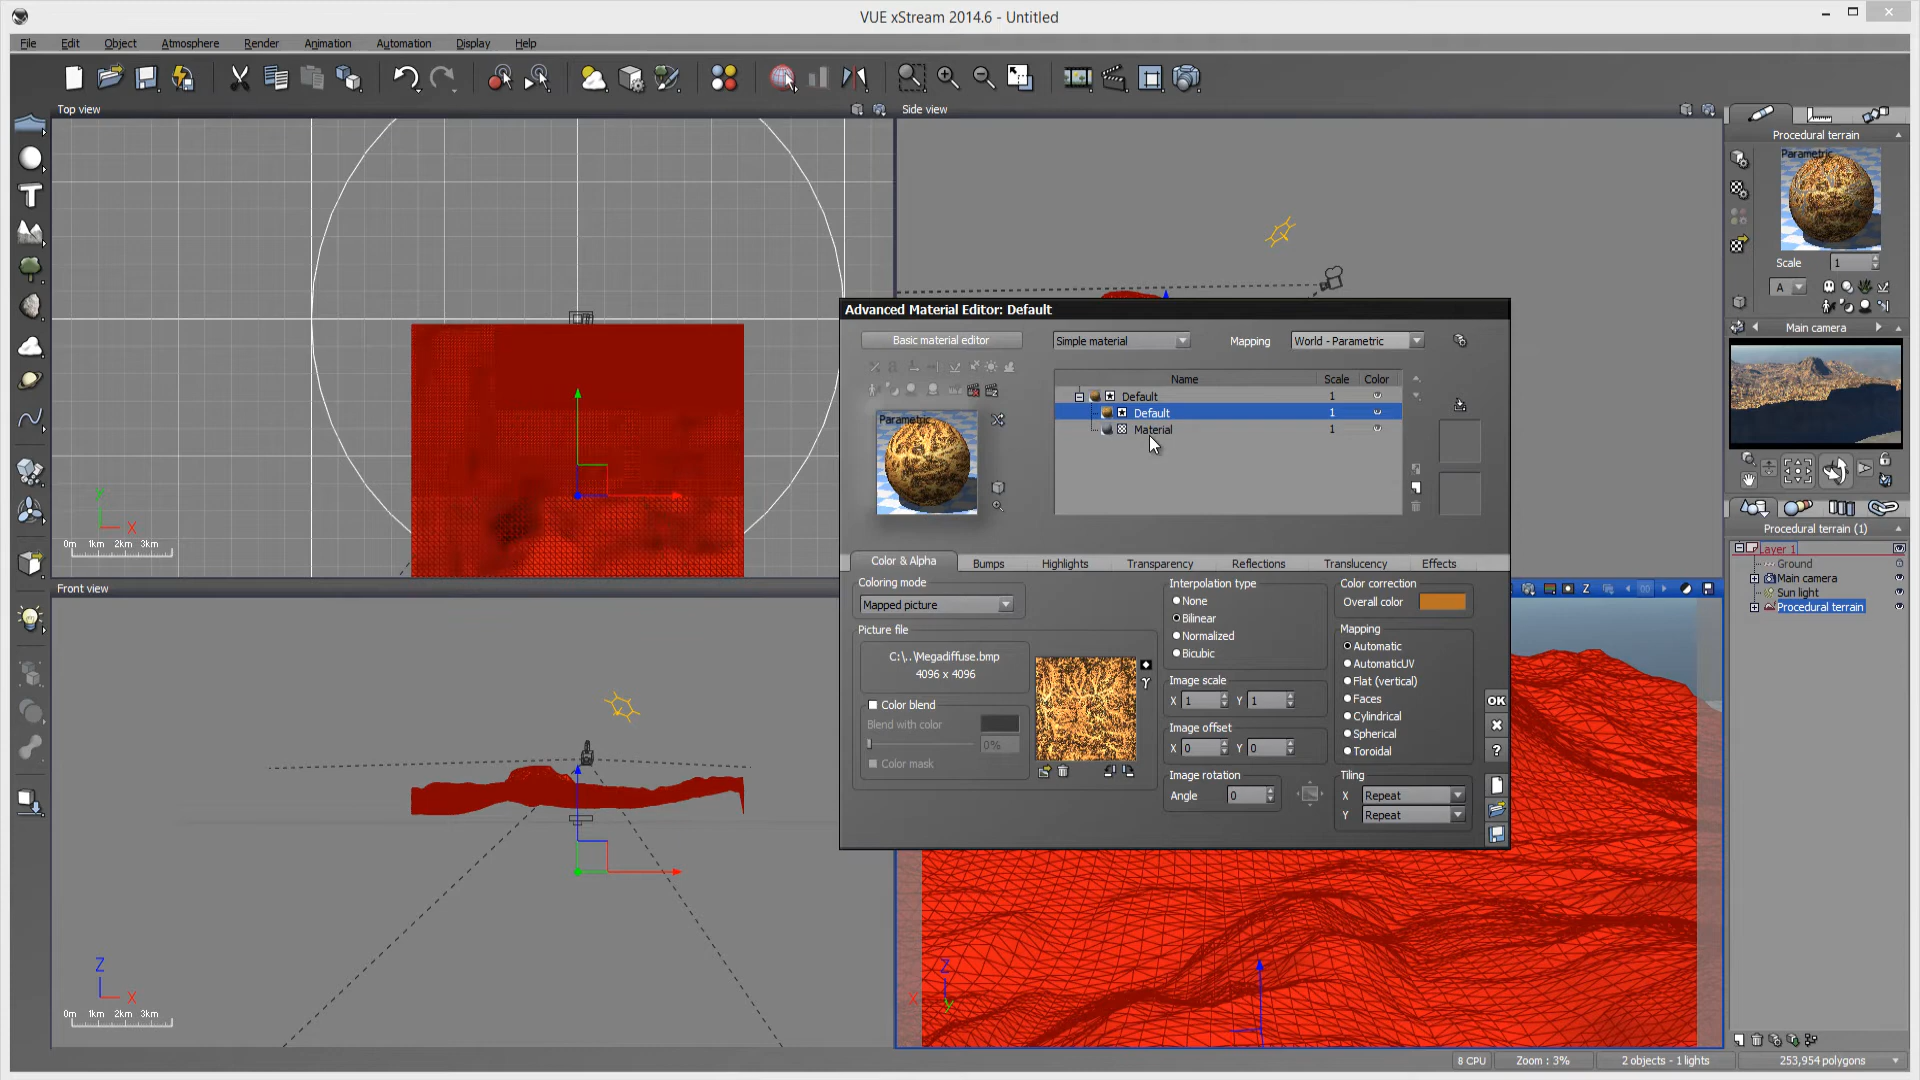 VUE xStream 2014.6 - Untitled
File Edit Object Atmosphere Render Animation Automation Display Help
Top view
Side view
Procedural terrain
Parametric
Scale 1
A
Main camera
Y
X
0m 1km 2km 3km
Advanced Material Editor: Default
Basic material editor
Simple material
Mapping
World - Parametric
Name Scale Color
Default 1
Default 1
Material 1
Parametric
Color & Alpha Bumps Highlights Transparency Reflections Translucency Effects
Coloring mode
Mapped picture
Picture file
C:\..\Megadiffuse.bmp
4096 x 4096
Color blend
Blend with color
0%
Color mask
Interpolation type
None
Bilinear
Normalized
Bicubic
Image scale
X 1 Y 1
Image offset
X 0 Y 0
Image rotation
Angle 0
Color correction
Overall color
Mapping
Automatic
AutomaticUV
Flat (vertical)
Faces
Cylindrical
Spherical
Toroidal
Tiling
X Repeat
Y Repeat
OK
?
Procedural terrain (1)
Layer 1
Ground
Main camera
Sun light
Procedural terrain
Front view
Z
X
0m 1km 2km 3km
Z
X
Y
8 CPU
Zoom : 3%
2 objects - 1 lights
253,954 polygons